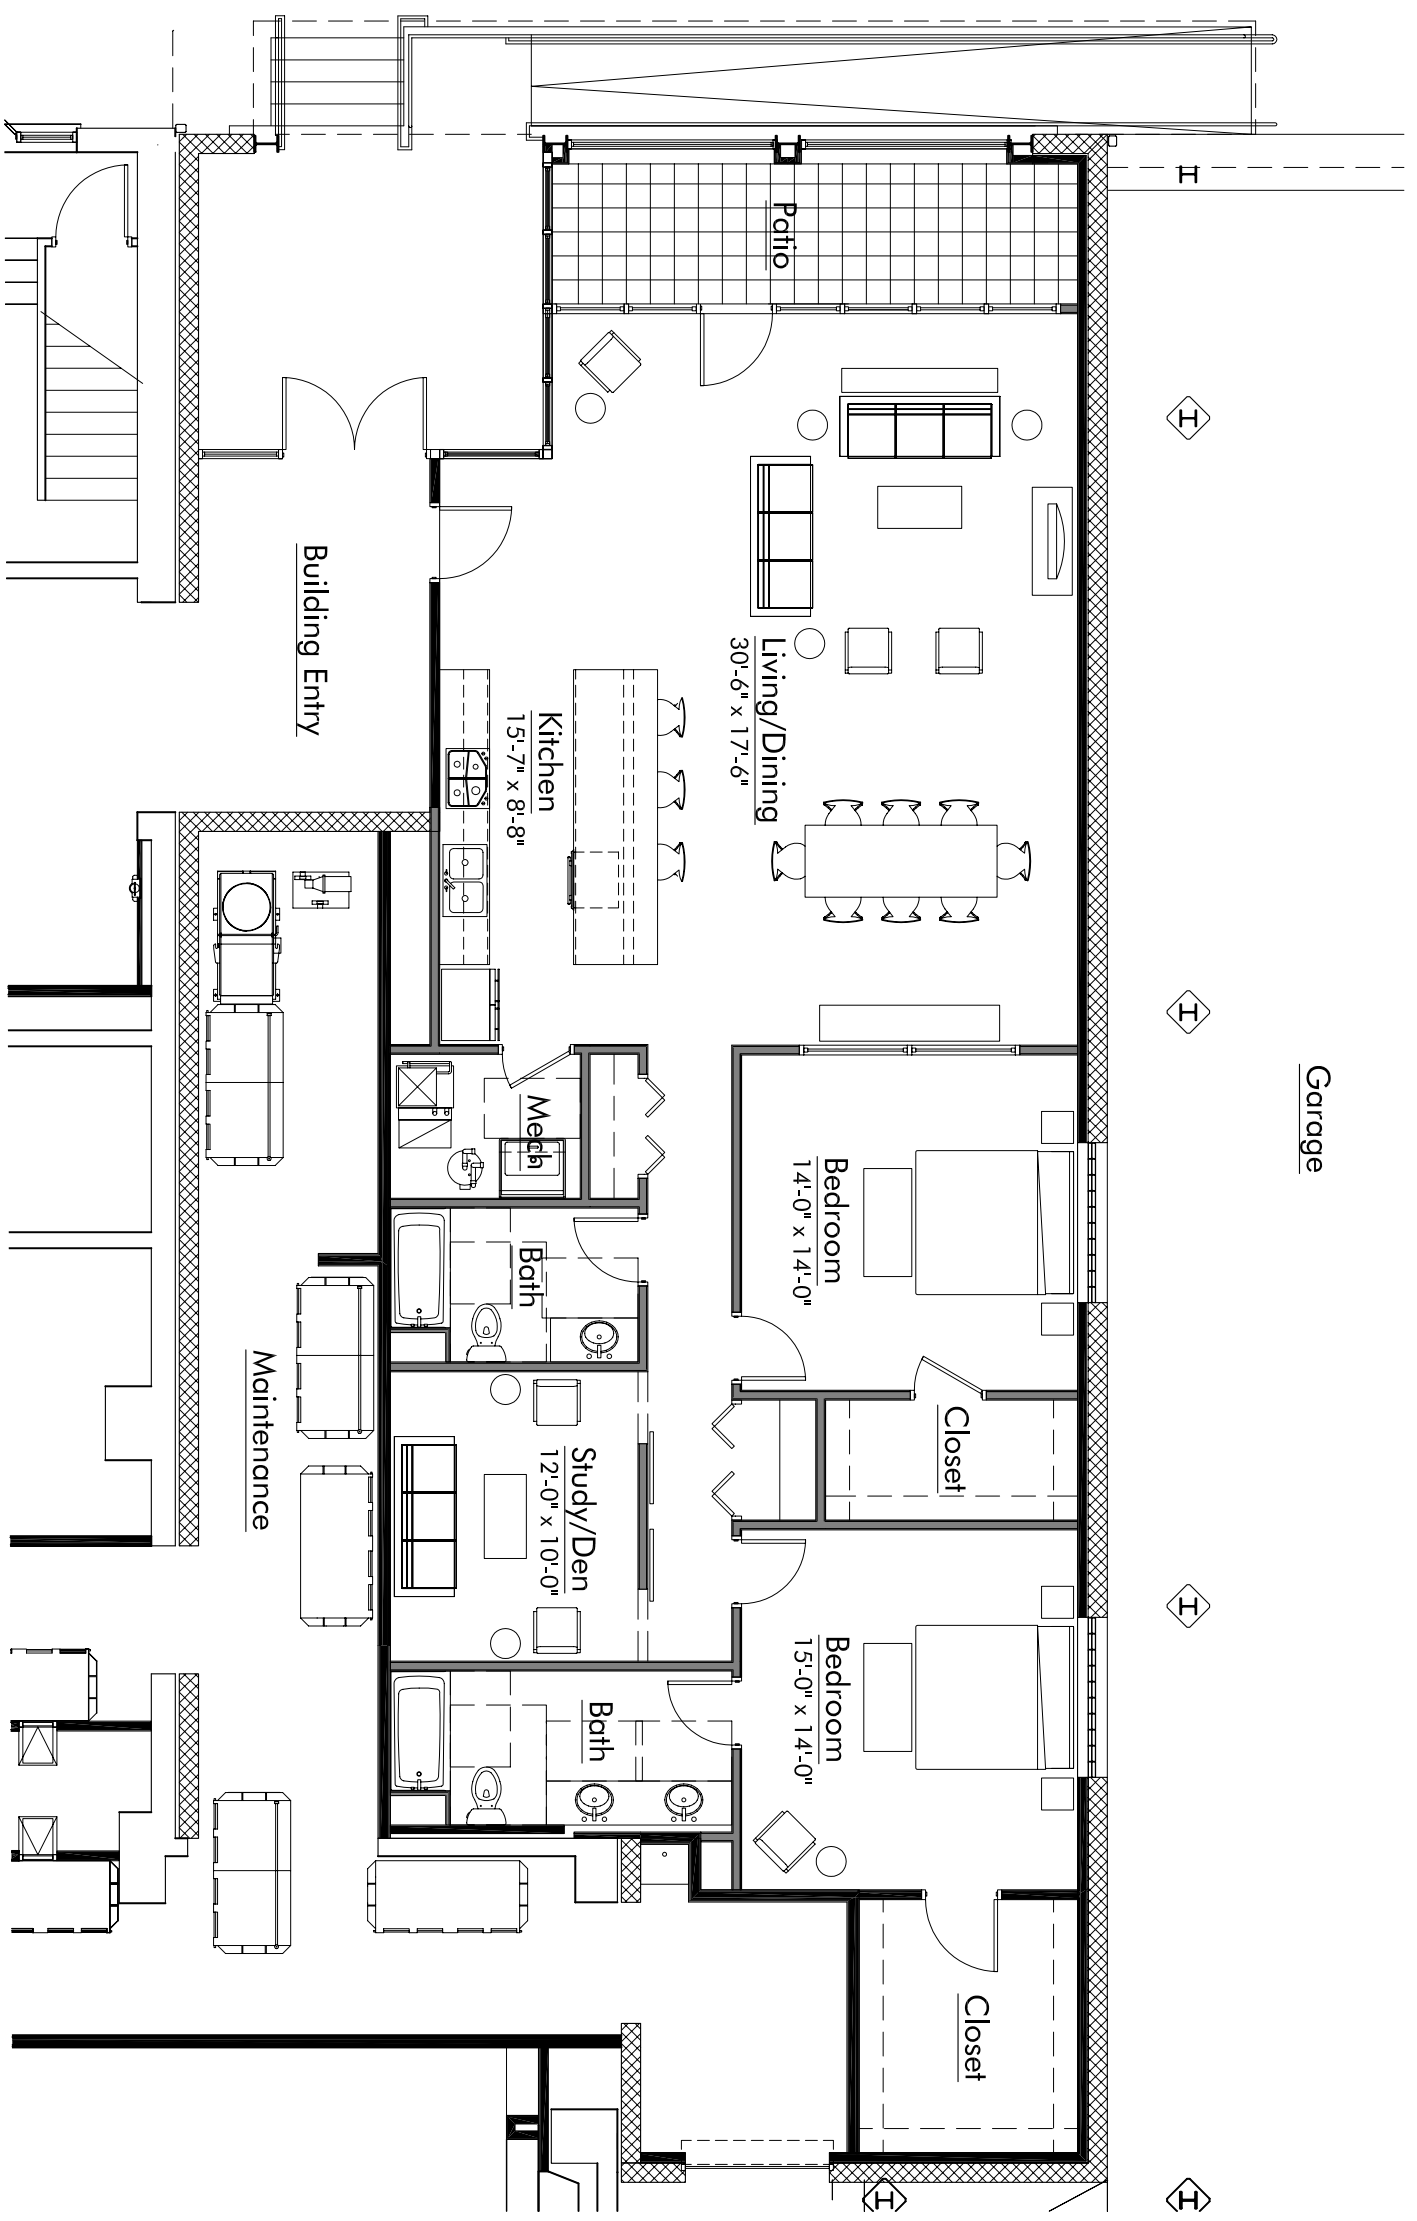 Patio
Living/Dining
30'-6" x 17'-6"
Kitchen
15'-7" x 8'-8"
Building Entry
Garage
Mech
Bedroom
14'-0" x 14'-0"
Bath
Closet
Study/Den
12'-0" x 10'-0"
Maintenance
Bedroom
15'-0" x 14'-0"
Bath
Closet
H
H
H
H
H
H